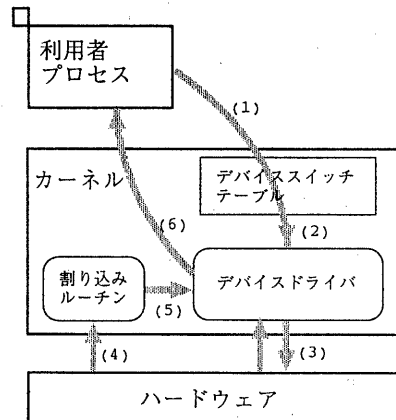 利用者
プロセス
(1)
カーネル
デバイススイッチ
テーブル
(2)
(6)
割り込み
ルーチン
(5)
デバイスドライバ
(4)
(3)
ハードウェア